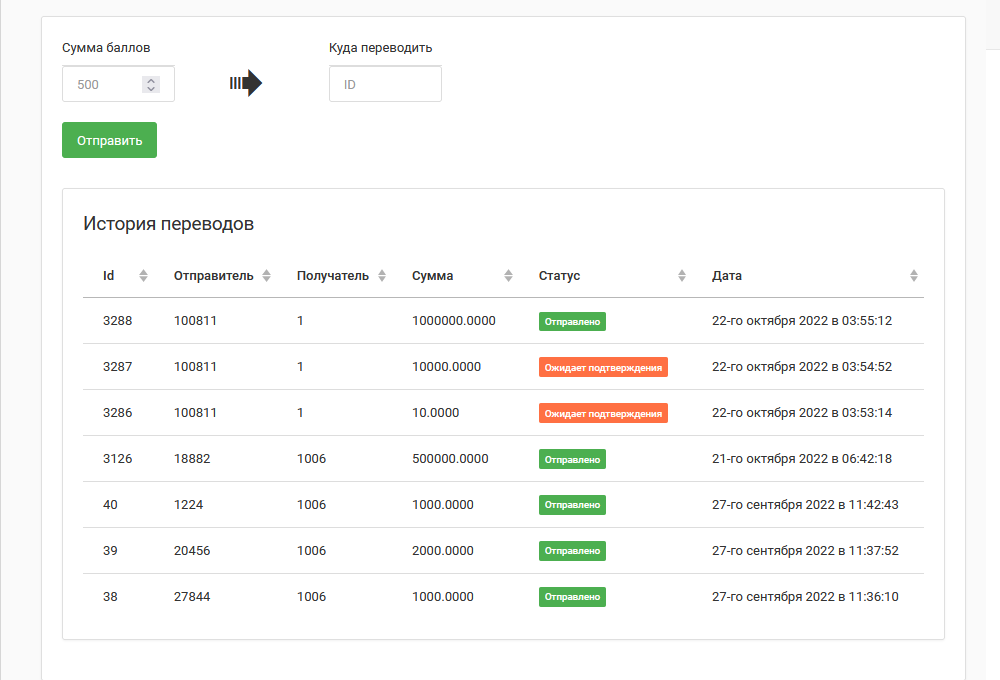 Сумма баллов Куда переводить
500 ID
Отправить
История переводов
Id Отправитель Получатель Сумма Статус Дата
3288 100811 1 1000000.0000 Отправлено 22-го октября 2022 в 03:55:12
3287 100811 1 10000.0000 Ожидает подтверждения 22-го октября 2022 в 03:54:52
3286 100811 1 10.0000 Ожидает подтверждения 22-го октября 2022 в 03:53:14
3126 18882 1006 500000.0000 Отправлено 21-го октября 2022 в 06:42:18
40 1224 1006 1000.0000 Отправлено 27-го сентября 2022 в 11:42:43
39 20456 1006 2000.0000 Отправлено 27-го сентября 2022 в 11:37:52
38 27844 1006 1000.0000 Отправлено 27-го сентября 2022 в 11:36:10